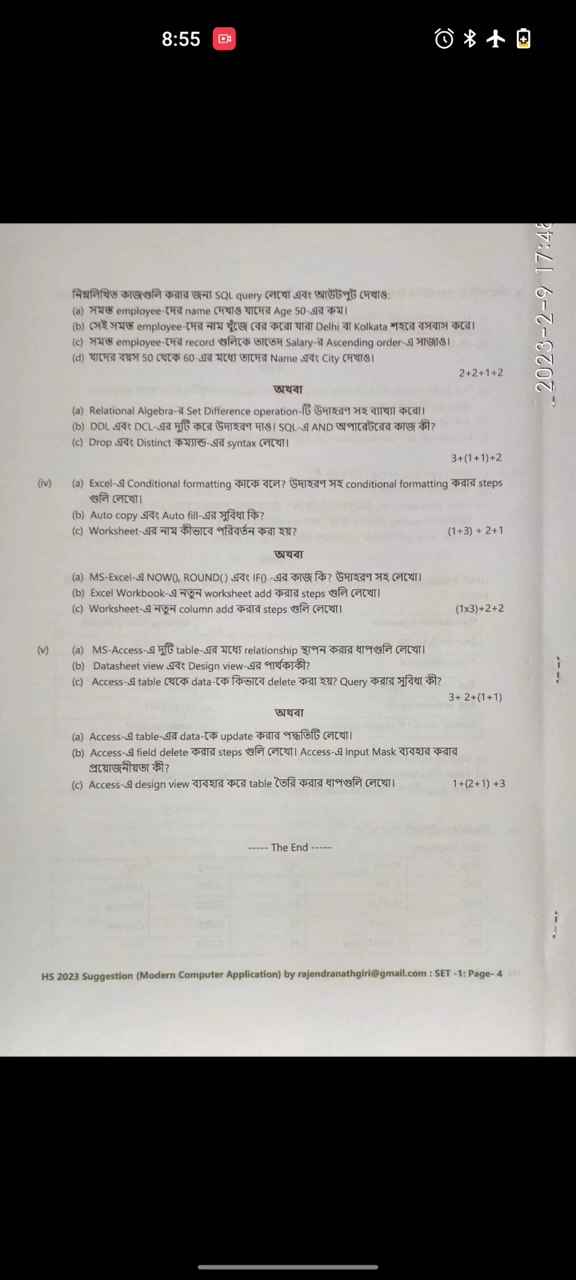 8:55
2023-2-9 17:48
নিম্নলিখিত কাজগুলি করার জন্য SQL query লেখো এবং আউটপুট দেখাও:
(a) সমস্ত employee-দের name দেখাও যাদের Age 50-এর কম।
(b) সেই সমস্ত employee-দের নাম খুঁজে বের করো যারা Delhi বা Kolkata শহরে বসবাস করে।
(c) সমস্ত employee-দের record গুলিকে তাদের Salary-র Ascending order-এ সাজাও।
(d) যাদের বয়স 50 থেকে 60-এর মধ্যে তাদের Name এবং City দেখাও।
2+2+1+2
অথবা
(a) Relational Algebra-র Set Difference operation-টি উদাহরণ সহ ব্যাখ্যা করো।
(b) DDL এবং DCL-এর দুটি করে উদাহরণ দাও। SQL-এ AND অপারেটরের কাজ কী?
(c) Drop এবং Distinct কম্যান্ড-এর syntax লেখো।
3+(1+1)+2
(iv) (a) Excel-এ Conditional formatting কাকে বলে? উদাহরণ সহ conditional formatting করার steps
গুলি লেখো।
(b) Auto copy এবং Auto fill-এর সুবিধা কি?
(c) Worksheet-এর নাম কীভাবে পরিবর্তন করা হয়? (1+3) + 2+1
অথবা
(a) MS-Excel-এ NOW(), ROUND() এবং IF() -এর কাজ কি? উদাহরণ সহ লেখো।
(b) Excel Workbook-এ নতুন worksheet add করার steps গুলি লেখো।
(c) Worksheet-এ নতুন column add করার steps গুলি লেখো। (1x3)+2+2
(v) (a) MS-Access-এ দুটি table-এর মধ্যে relationship স্থাপন করার ধাপগুলি লেখো।
(b) Datasheet view এবং Design view-এর পার্থক্য কী?
(c) Access-এ table থেকে data-কে কিভাবে delete করা হয়? Query করার সুবিধা কী?
3+ 2+(1+1)
অথবা
(a) Access-এ table-এর data-কে update করার পদ্ধতিটি লেখো।
(b) Access-এ field delete করার steps গুলি লেখো। Access-এ Input Mask ব্যবহার করার
প্রয়োজনীয়তা কী?
(c) Access-এ design view ব্যবহার করে table তৈরি করার ধাপগুলি লেখো। 1+(2+1) +3
----- The End -----
HS 2023 Suggestion (Modern Computer Application) by rajendranathgiri@gmail.com : SET -1: Page- 4